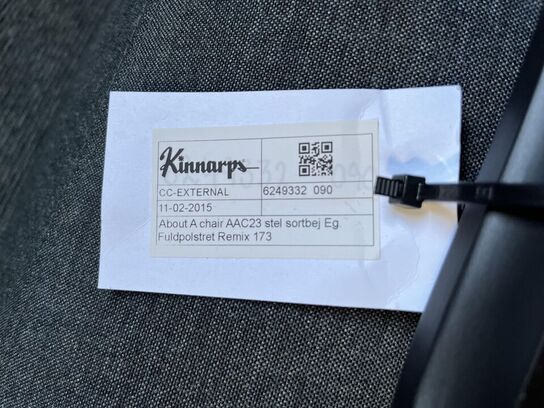 Kinnarps
CC-EXTERNAL 6249332 090
11-02-2015
About A chair AAC23 stel sortbej Eg.
Fuldpolstret Remix 173